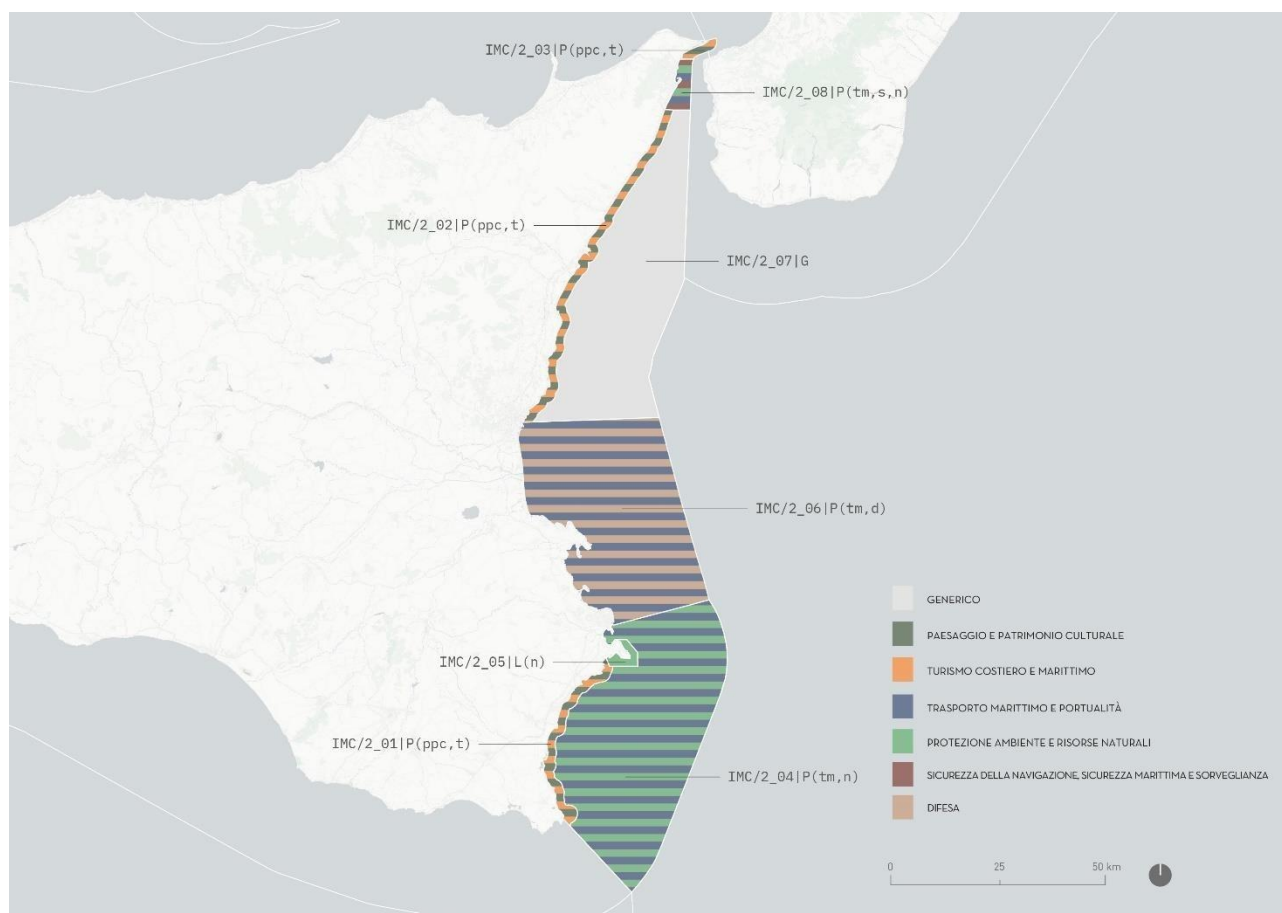 IMC/2_03|P(ppc,t)
IMC/2_08|P(tm,s,n)
IMC/2_02|P(ppc,t)
IMC/2_07|G
IMC/2_06|P(tm,d)
IMC/2_05|L(n)
IMC/2_01|P(ppc,t)
IMC/2_04|P(tm,n)
GENERICO
PAESAGGIO E PATRIMONIO CULTURALE
TURISMO COSTIERO E MARITTIMO
TRASPORTO MARITTIMO E PORTUALITÀ
PROTEZIONE AMBIENTE E RISORSE NATURALI
SICUREZZA DELLA NAVIGAZIONE, SICUREZZA MARITTIMA E SORVEGLIANZA
DIFESA
0 25 50 km